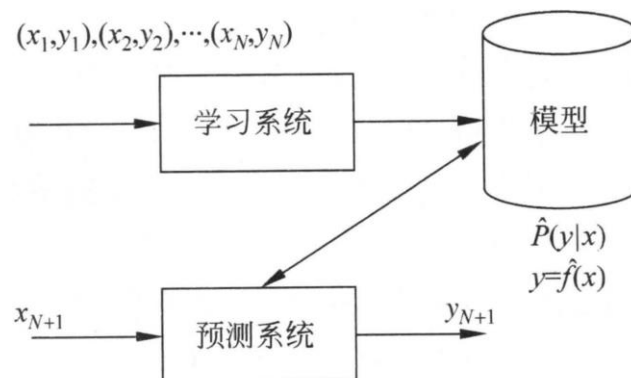 (x₁,y₁),(x₂,y₂),···,(x_N,y_N)
学习系统
模型
P̂(y|x)
y=f̂(x)
x_{N+1}
预测系统
y_{N+1}